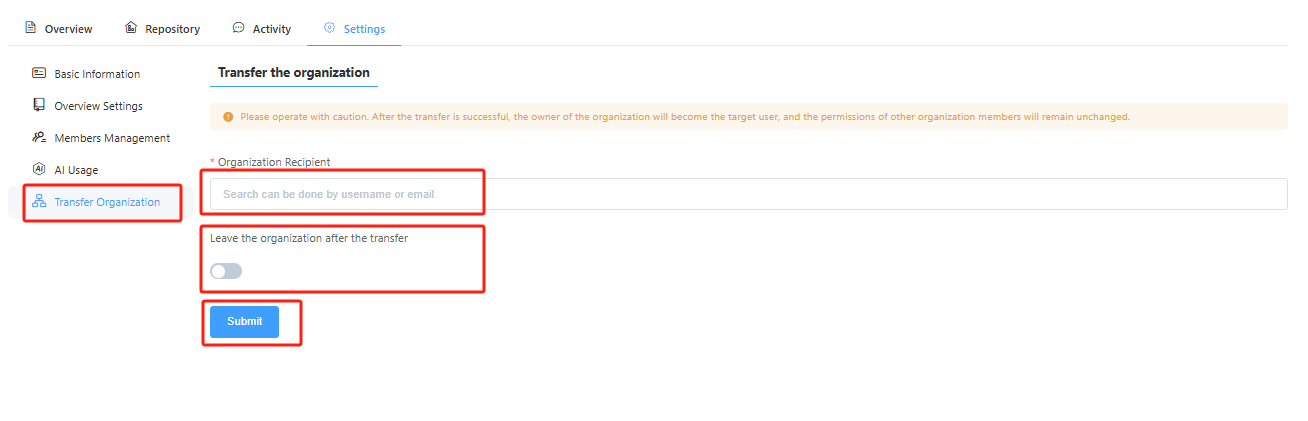 Overview Repository Activity Settings
Basic Information
Overview Settings
Members Management
AI Usage
Transfer Organization
Transfer the organization
Please operate with caution. After the transfer is successful, the owner of the organization will become the target user, and the permissions of other organization members will remain unchanged.
* Organization Recipient
Search can be done by username or email.
Leave the organization after the transfer
Submit